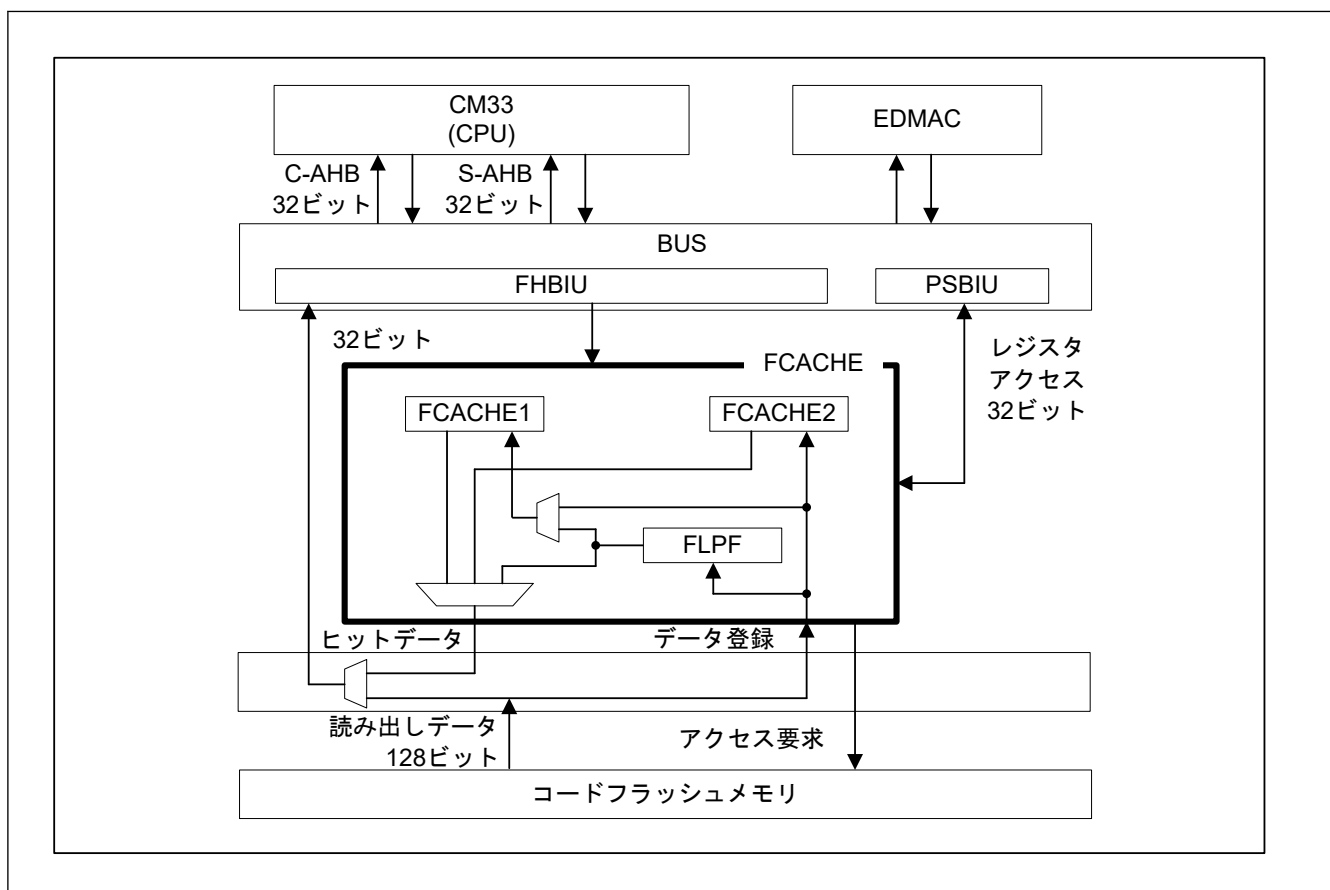 CM33
(CPU)
EDMAC
C-AHB
32ビット
S-AHB
32ビット
BUS
FHBIU
PSBIU
32ビット
FCACHE
レジスタ
アクセス
32ビット
FCACHE1
FCACHE2
FLPF
ヒットデータ
データ登録
読み出しデータ
128ビット
アクセス要求
コードフラッシュメモリ